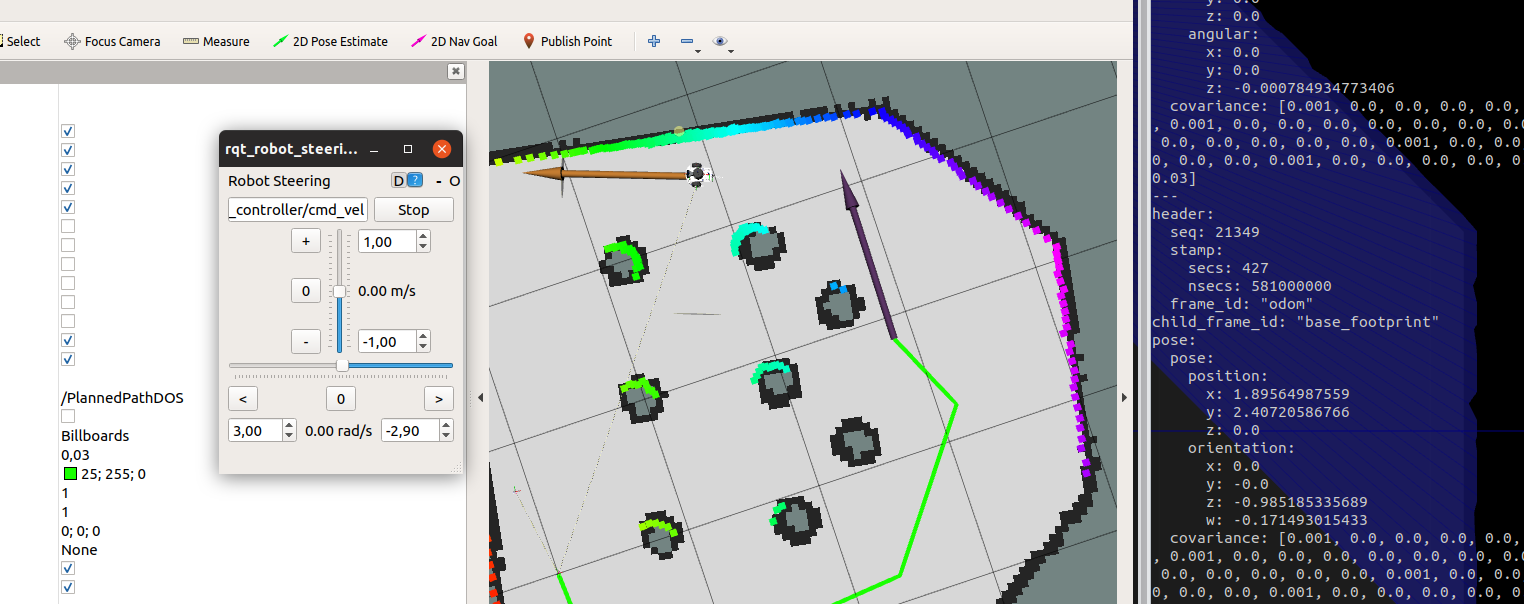 Select
Focus Camera
Measure
2D Pose Estimate
2D Nav Goal
Publish Point
rqt_robot_steeri...
Robot Steering
D
?
- O
_controller/cmd_vel
Stop
+
1,00
0
0.00 m/s
-
-1,00
<
0
>
3,00
0.00 rad/s
-2,90
/PlannedPathDOS
Billboards
0,03
25; 255; 0
1
1
0; 0; 0
None
z: 0.0
angular:
x: 0.0
y: 0.0
z: -0.000784934773406
covariance: [0.001, 0.0, 0.0, 0.0, 0.0,
, 0.001, 0.0, 0.0, 0.0, 0.0, 0.0, 0.
0.0, 0.0, 0.0, 0.0, 0.0, 0.001, 0.0, 0.0
0, 0.0, 0.0, 0.001, 0.0, 0.0, 0.0, 0.0,
0.03]
---
header:
seq: 21349
stamp:
secs: 427
nsecs: 581000000
frame_id: "odom"
child_frame_id: "base_footprint"
pose:
pose:
position:
x: 1.89564987559
y: 2.40720586766
z: 0.0
orientation:
x: 0.0
y: -0.0
z: -0.985185335689
w: -0.171493015433
covariance: [0.001, 0.0, 0.0, 0.0, 0.0,
, 0.001, 0.0, 0.0, 0.0, 0.0, 0.0, 0.0
0.0, 0.0, 0.0, 0.0, 0.0, 0.001, 0.0, 0.0
0, 0.0, 0.0, 0.001, 0.0, 0.0, 0.0, 0.0, 0